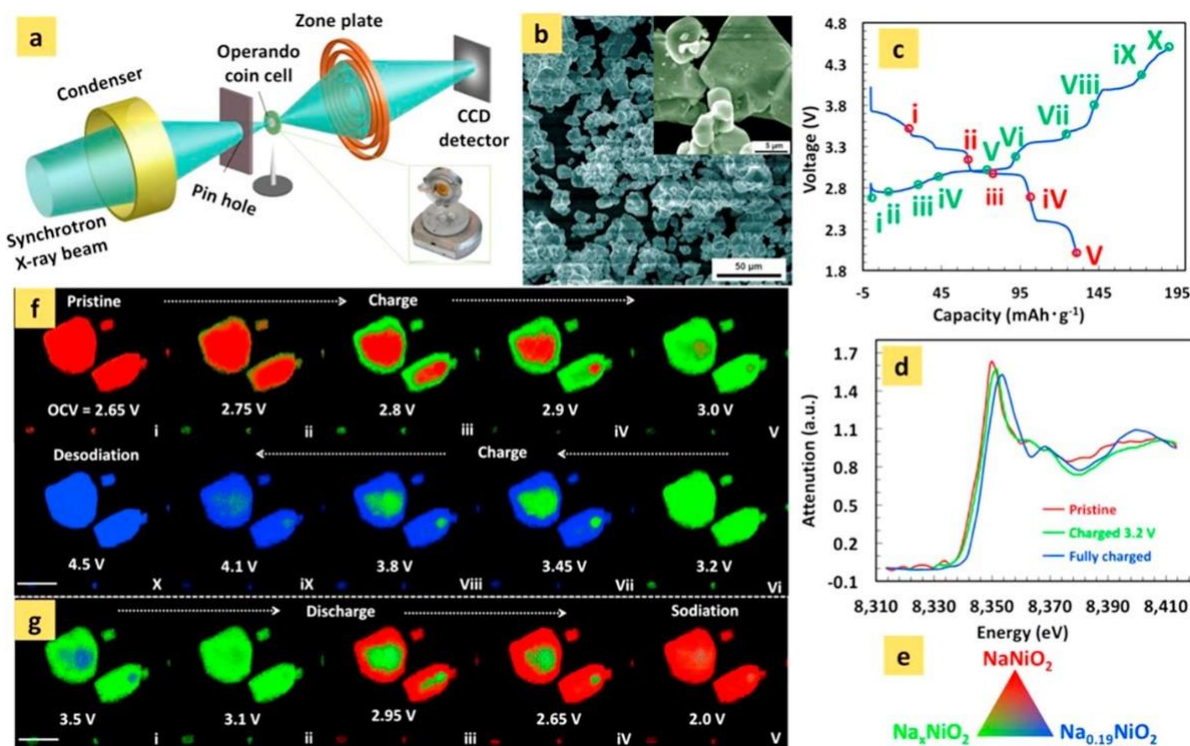 a
Condenser
Operando
coin cell
Zone plate
CCD
detector
Pin hole
Synchrotron
X-ray beam
b
5 µm
50 µm
c
Voltage (V)
4.8
3.8
2.8
2.3
1.8
-5
45
95
145
195
Capacity (mAh·g⁻¹)
i
ii
iii
iV
V
i
ii
iii
iV
V
Vi
Vii
Viii
iX
X
f
Pristine
Charge
OCV = 2.65 V
2.75 V
2.8 V
2.9 V
3.0 V
i
ii
iii
iV
V
Desodiation
Charge
4.5 V
4.1 V
3.8 V
3.45 V
3.2 V
X
iX
Viii
Vii
Vi
g
Discharge
Sodiation
3.5 V
3.1 V
2.95 V
2.65 V
2.0 V
i
ii
iii
iV
V
d
Attenution (a.u.)
1.7
1.4
1.1
0.8
0.5
0.2
-0.1
Pristine
Charged 3.2 V
Fully charged
8,310
8,330
8,350
8,370
8,390
8,410
Energy (eV)
e
NaNiO₂
NaₓNiO₂
Na₀.₁₉NiO₂